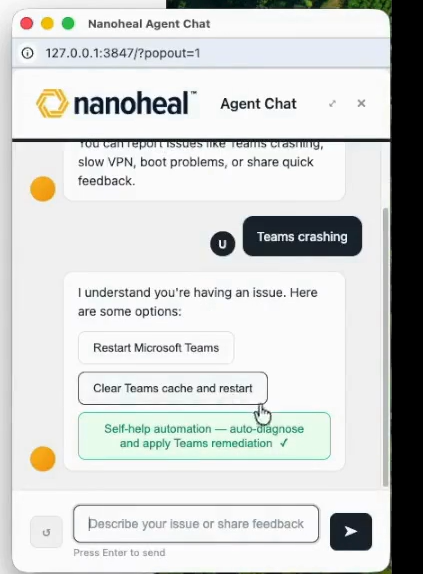 Nanoheal Agent Chat
127.0.0.1:3847/?popout=1
nanoheal™ Agent Chat
You can report issues like Teams crashing,
slow VPN, boot problems, or share quick
feedback.
U
Teams crashing
I understand you're having an issue. Here
are some options:
Restart Microsoft Teams
Clear Teams cache and restart
Self-help automation — auto-diagnose
and apply Teams remediation ✓
Describe your issue or share feedback
Press Enter to send